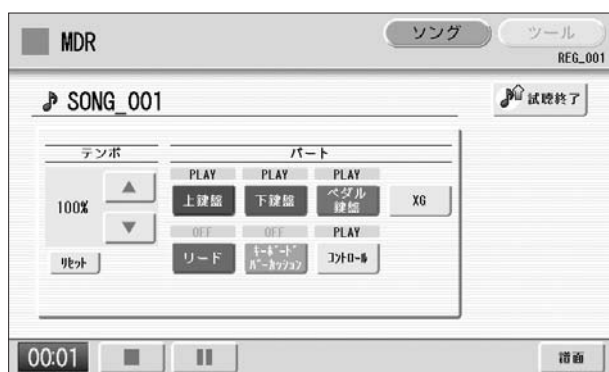 MDR
ソング ツール
REG_001
♪ SONG_001
試聴終了
テンポ パート
PLAY PLAY PLAY
100%
上鍵盤 下鍵盤 ペダル
鍵盤 XG
OFF OFF PLAY
リセット
リード キーボード
パーカッション コントロール
00:01
譜面